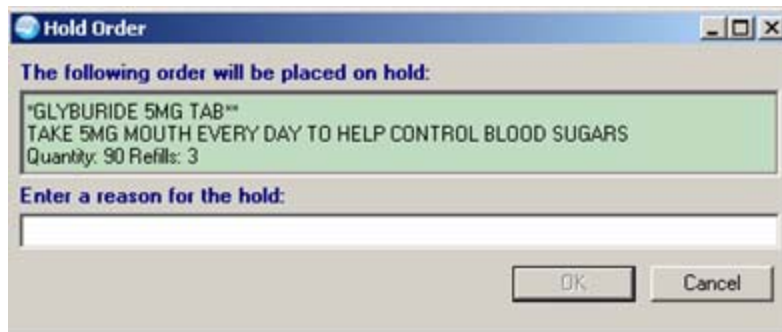 Hold Order
The following order will be placed on hold:
*GLYBURIDE 5MG TAB**
TAKE 5MG MOUTH EVERY DAY TO HELP CONTROL BLOOD SUGARS
Quantity: 90 Refills: 3
Enter a reason for the hold:
OK
Cancel